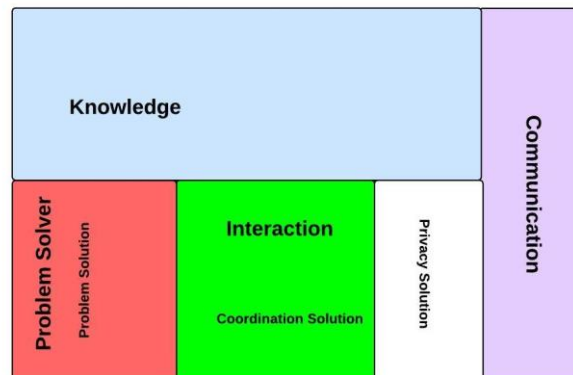 Knowledge
Problem Solver
Problem Solution
Interaction
Coordination Solution
Privacy Solution
Communication